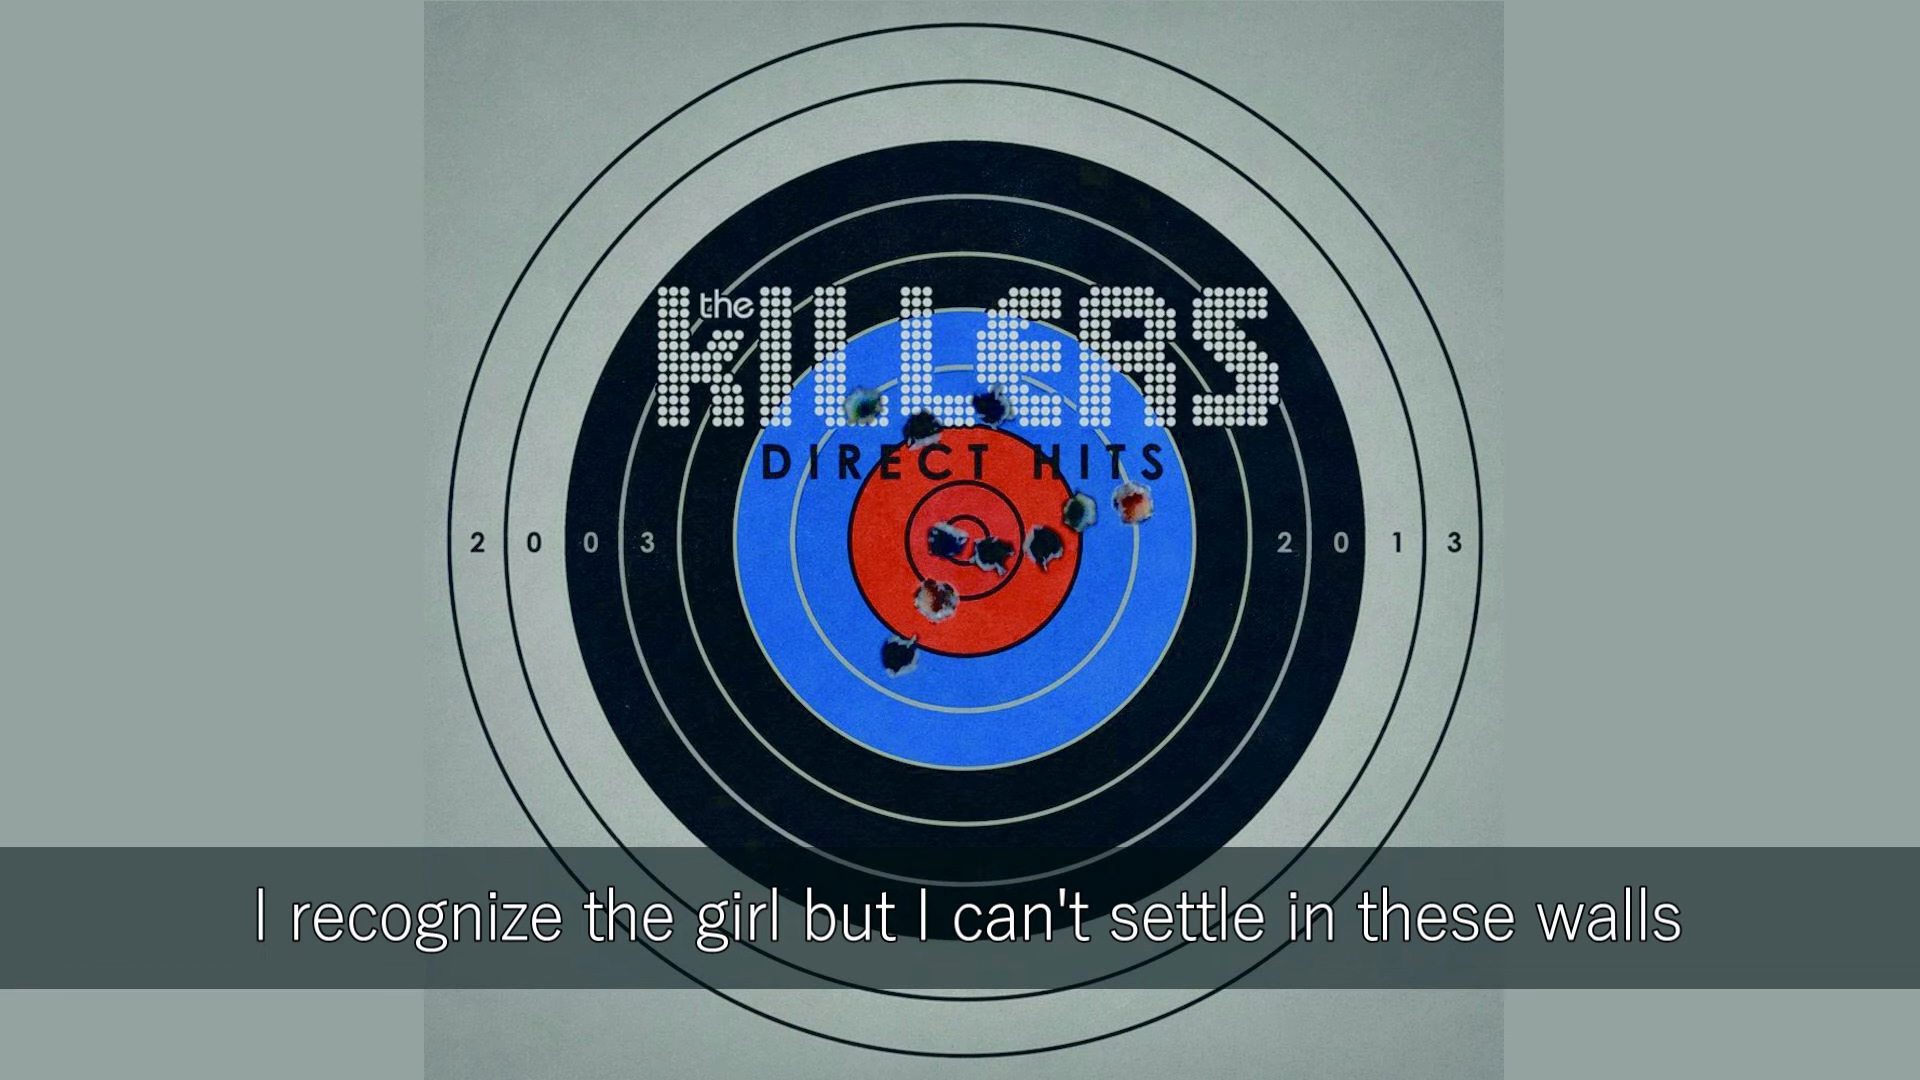 the
KILLERS
DIRECT HITS
2003 2013
I recognize the girl but I can't settle in these walls